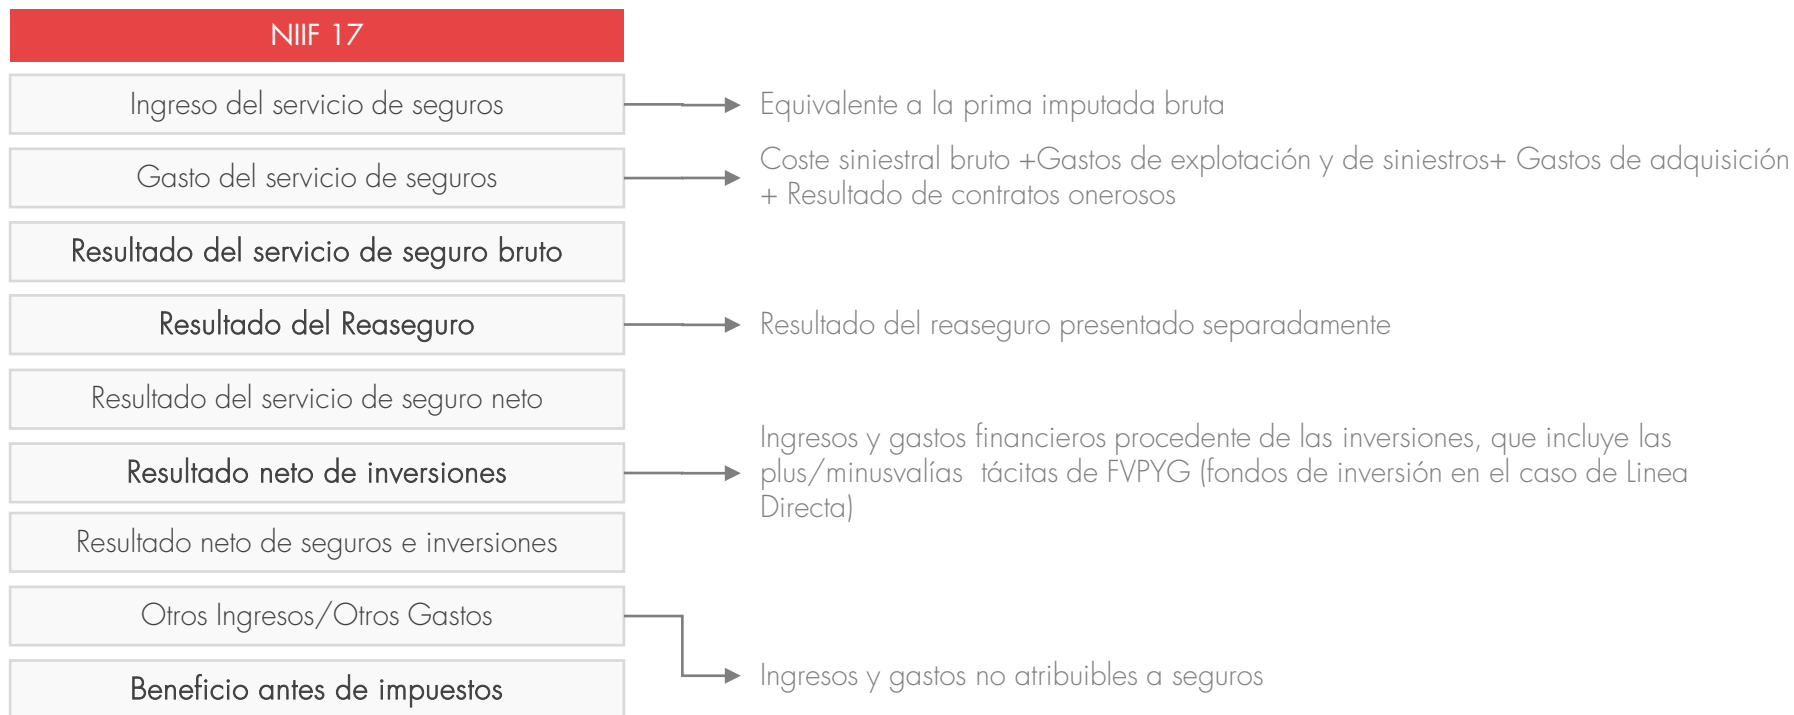 NIIF 17
Ingreso del servicio de seguros
Equivalente a la prima imputada bruta
Gasto del servicio de seguros
Coste siniestral bruto +Gastos de explotación y de siniestros+ Gastos de adquisición
+ Resultado de contratos onerosos
Resultado del servicio de seguro bruto
Resultado del Reaseguro
Resultado del reaseguro presentado separadamente
Resultado del servicio de seguro neto
Resultado neto de inversiones
Ingresos y gastos financieros procedente de las inversiones, que incluye las
plus/minusvalías  tácitas de FVPYG (fondos de inversión en el caso de Linea
Directa)
Resultado neto de seguros e inversiones
Otros Ingresos/Otros Gastos
Ingresos y gastos no atribuibles a seguros
Beneficio antes de impuestos